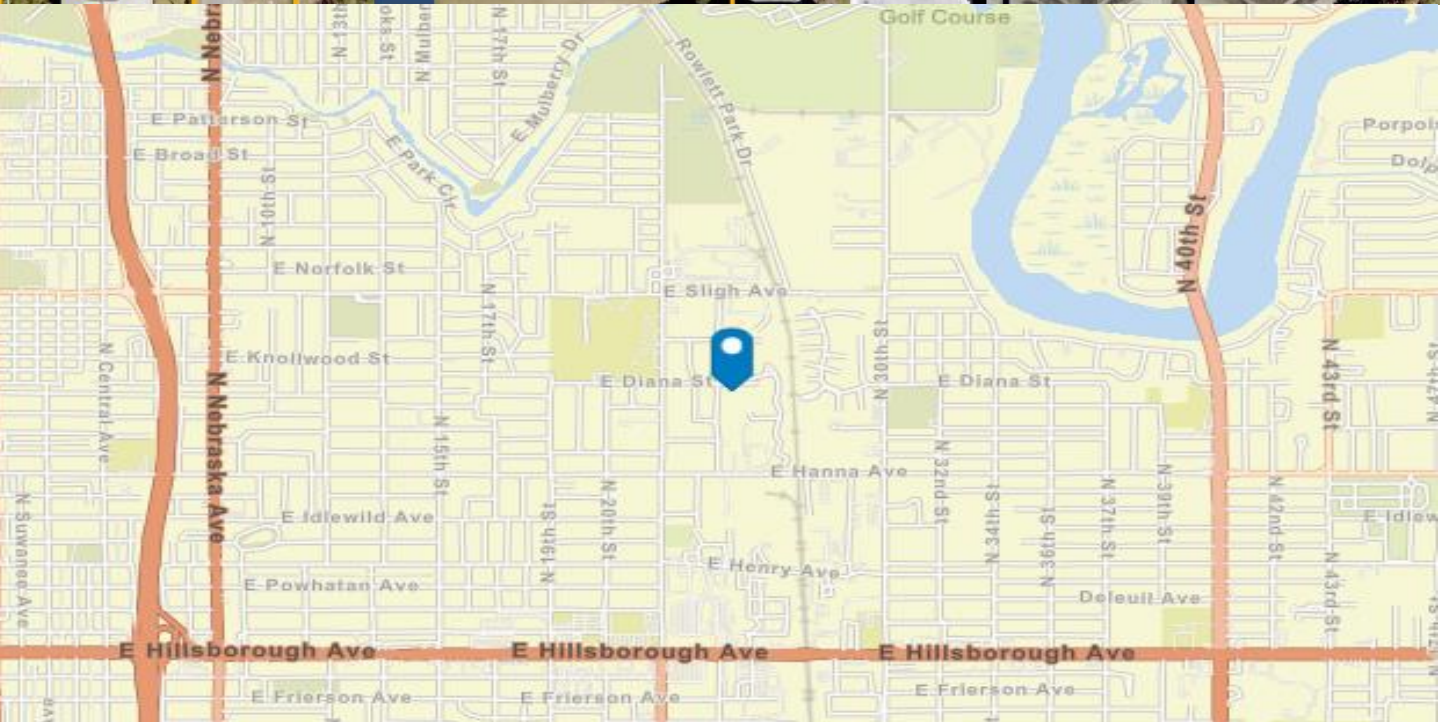 Golf Course
N 13th
N 17th St
E Mulberry Dr
Rowlett Park Dr
E Patterson St
E Broad St
E Park Cir
N 10th St
N 40th St
E Norfolk St
E Sligh Ave
N 17th St
N 30th St
E Knollwood St
E Diana St
E Diana St
N Central Ave
N Nebraska Ave
N 43rd St
N 15th St
E Hanna Ave
N 32nd St
N 39th St
N 37th St
N 34th St
N 42nd St
N Suwanee Ave
E Idlewild Ave
N 20th St
N 19th St
N 36th St
E Henry Ave
E Powhatan Ave
Deleuil Ave
N 43rd St
E Hillsborough Ave
E Hillsborough Ave
E Hillsborough Ave
E Frierson Ave
E Frierson Ave
E Frierson Ave